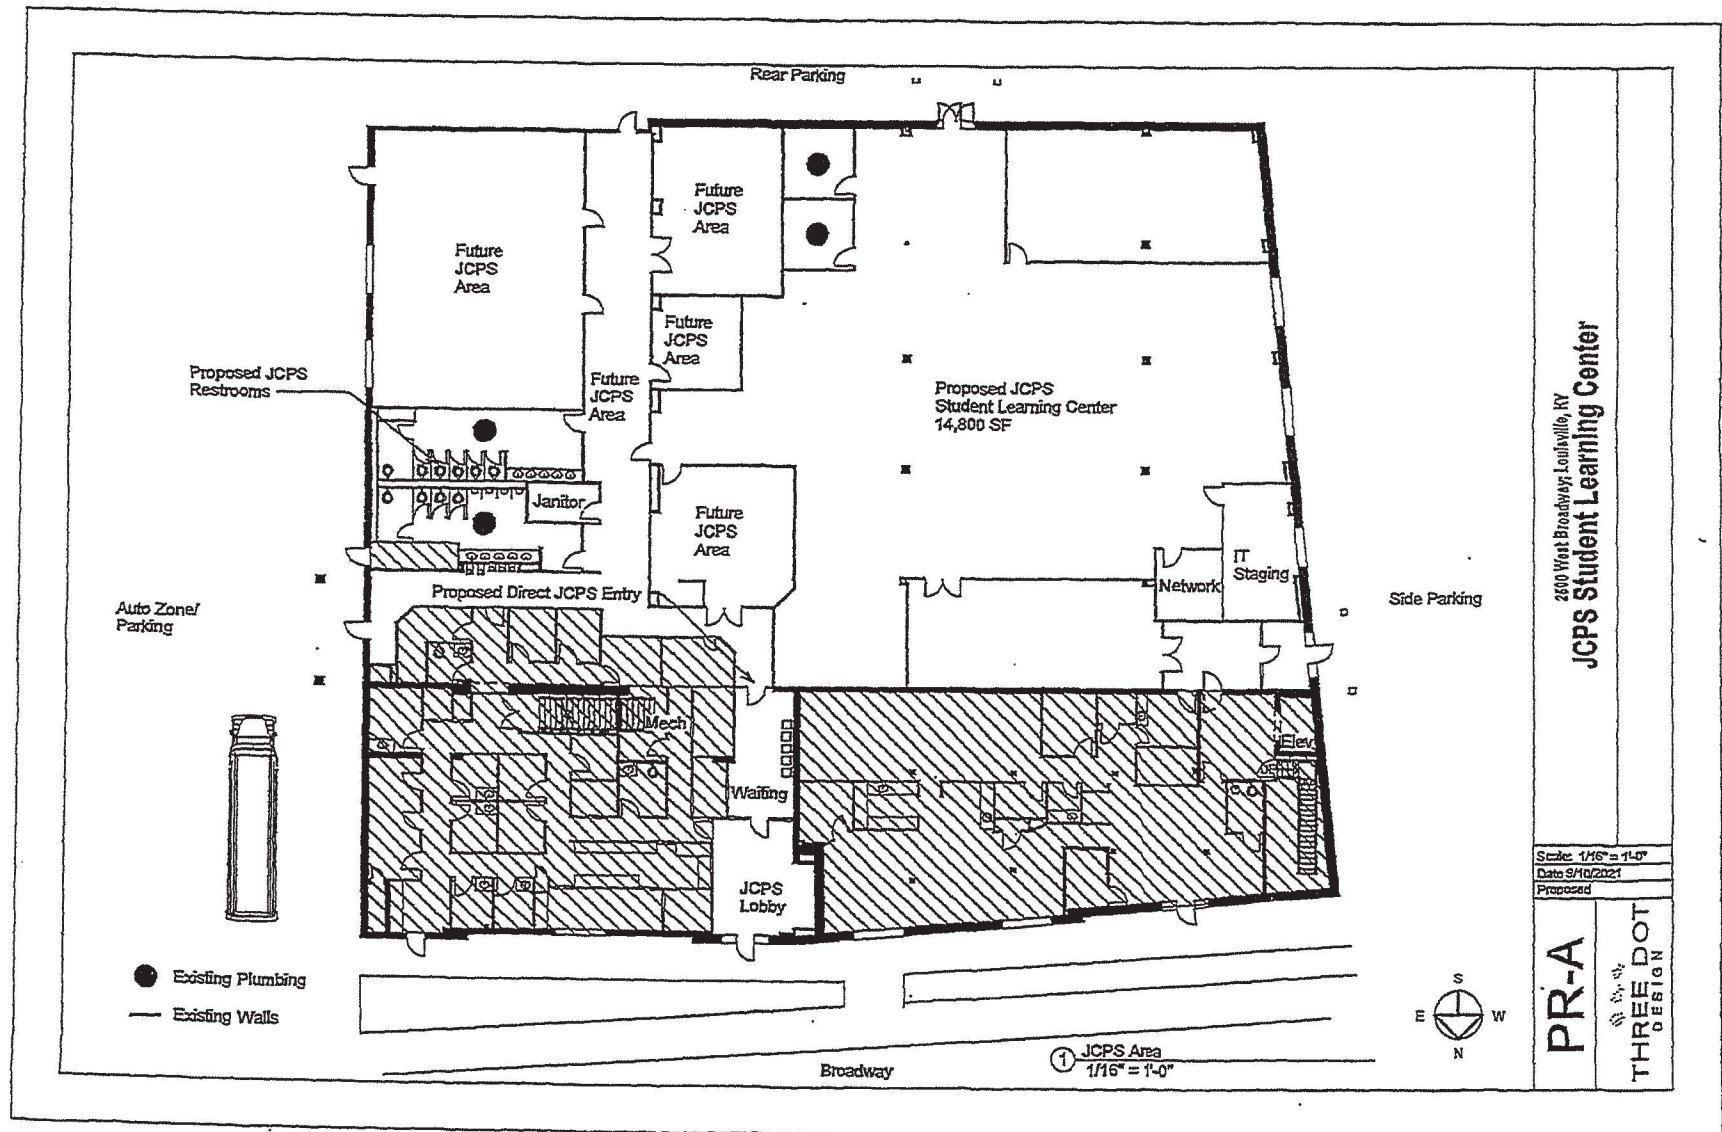 Rear Parking
Future
JCPS
Area
Future
JCPS
Area
Future
JCPS
Area
Proposed JCPS
Restrooms
Future
JCPS
Area
Proposed JCPS
Student Learning Center
14,800 SF
Janitor
Future
JCPS
Area
IT
Staging
Network
Proposed Direct JCPS Entry
Auto Zone/
Parking
Side Parking
Mech
Elev
Waiting
JCPS
Lobby
Existing Plumbing
Existing Walls
Broadway
1
JCPS Area
1/16" = 1'-0"
S
E
W
N
2600 West Broadway, Louisville, KY
JCPS Student Learning Center
Scale: 1/16" = 1'-0"
Date 9/10/2021
Proposed
PR-A
THREE DOT
DESIGN